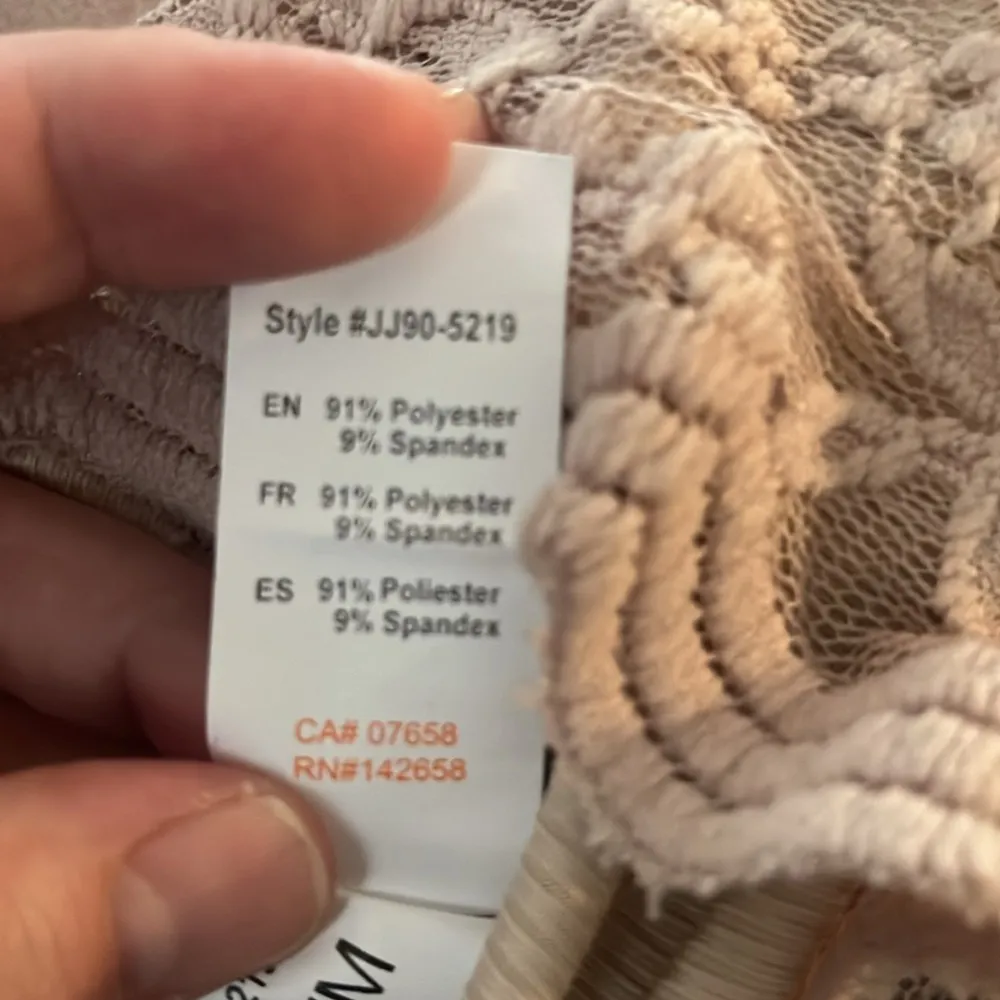 Style #JJ90-5219
EN 91% Polyester
9% Spandex
FR 91% Polyester
9% Spandex
ES 91% Poliester
9% Spandex
CA# 07658
RN#142658